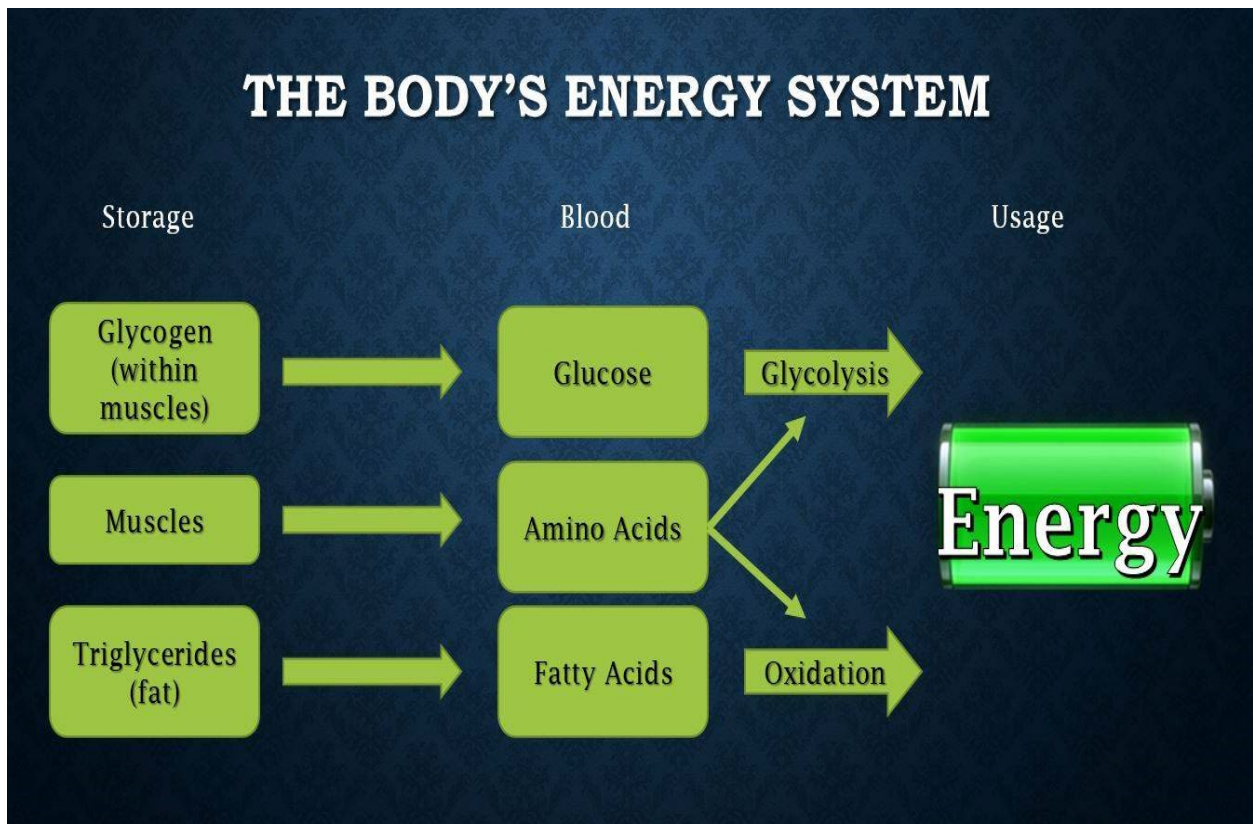 THE BODY'S ENERGY SYSTEM
Storage
Blood
Usage
Glycogen
(within
muscles)
Glucose
Glycolysis
Muscles
Amino Acids
Energy
Triglycerides
(fat)
Fatty Acids
Oxidation